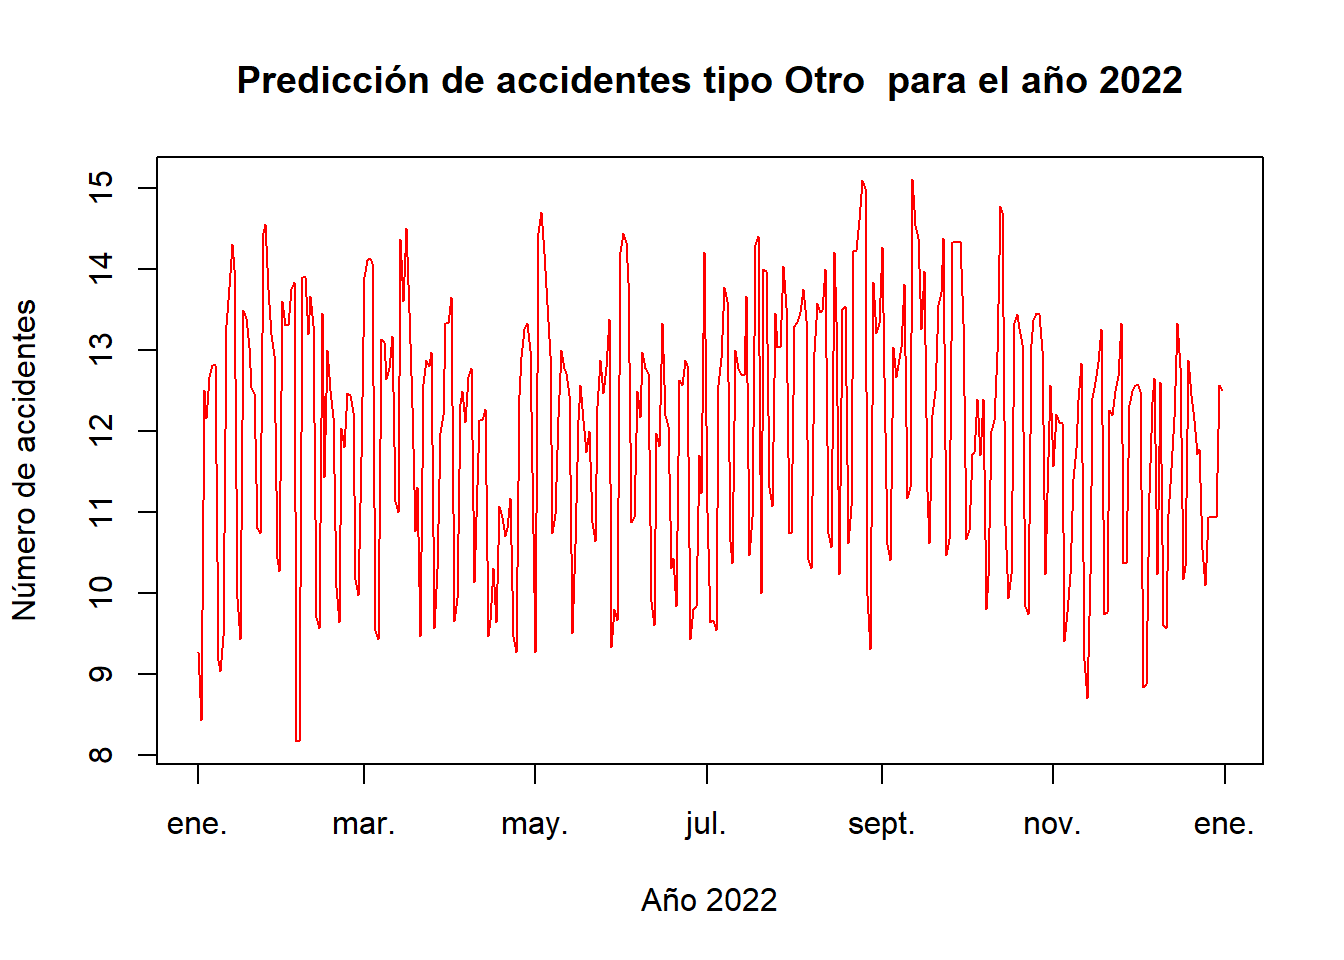 Predicción de accidentes tipo Otro  para el año 2022
Número de accidentes
15
14
13
12
11
10
9
8
ene. mar. may. jul. sept. nov. ene.
Año 2022